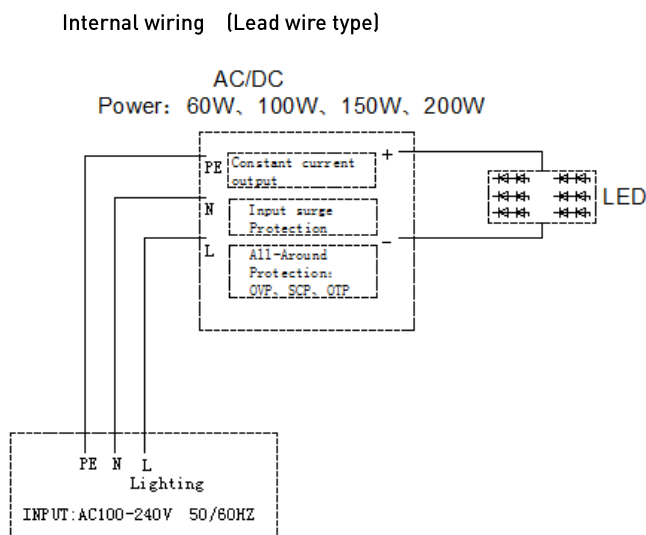 Internal wiring (Lead wire type)
AC/DC
Power: 60W、100W、150W、200W
PE
Constant current
output
+
N
Input surge
Protection
L
All-Around
Protection:
OVP、SCP、OTP
-
LED
PE N L
Lighting
INPUT:AC100-240V 50/60HZ